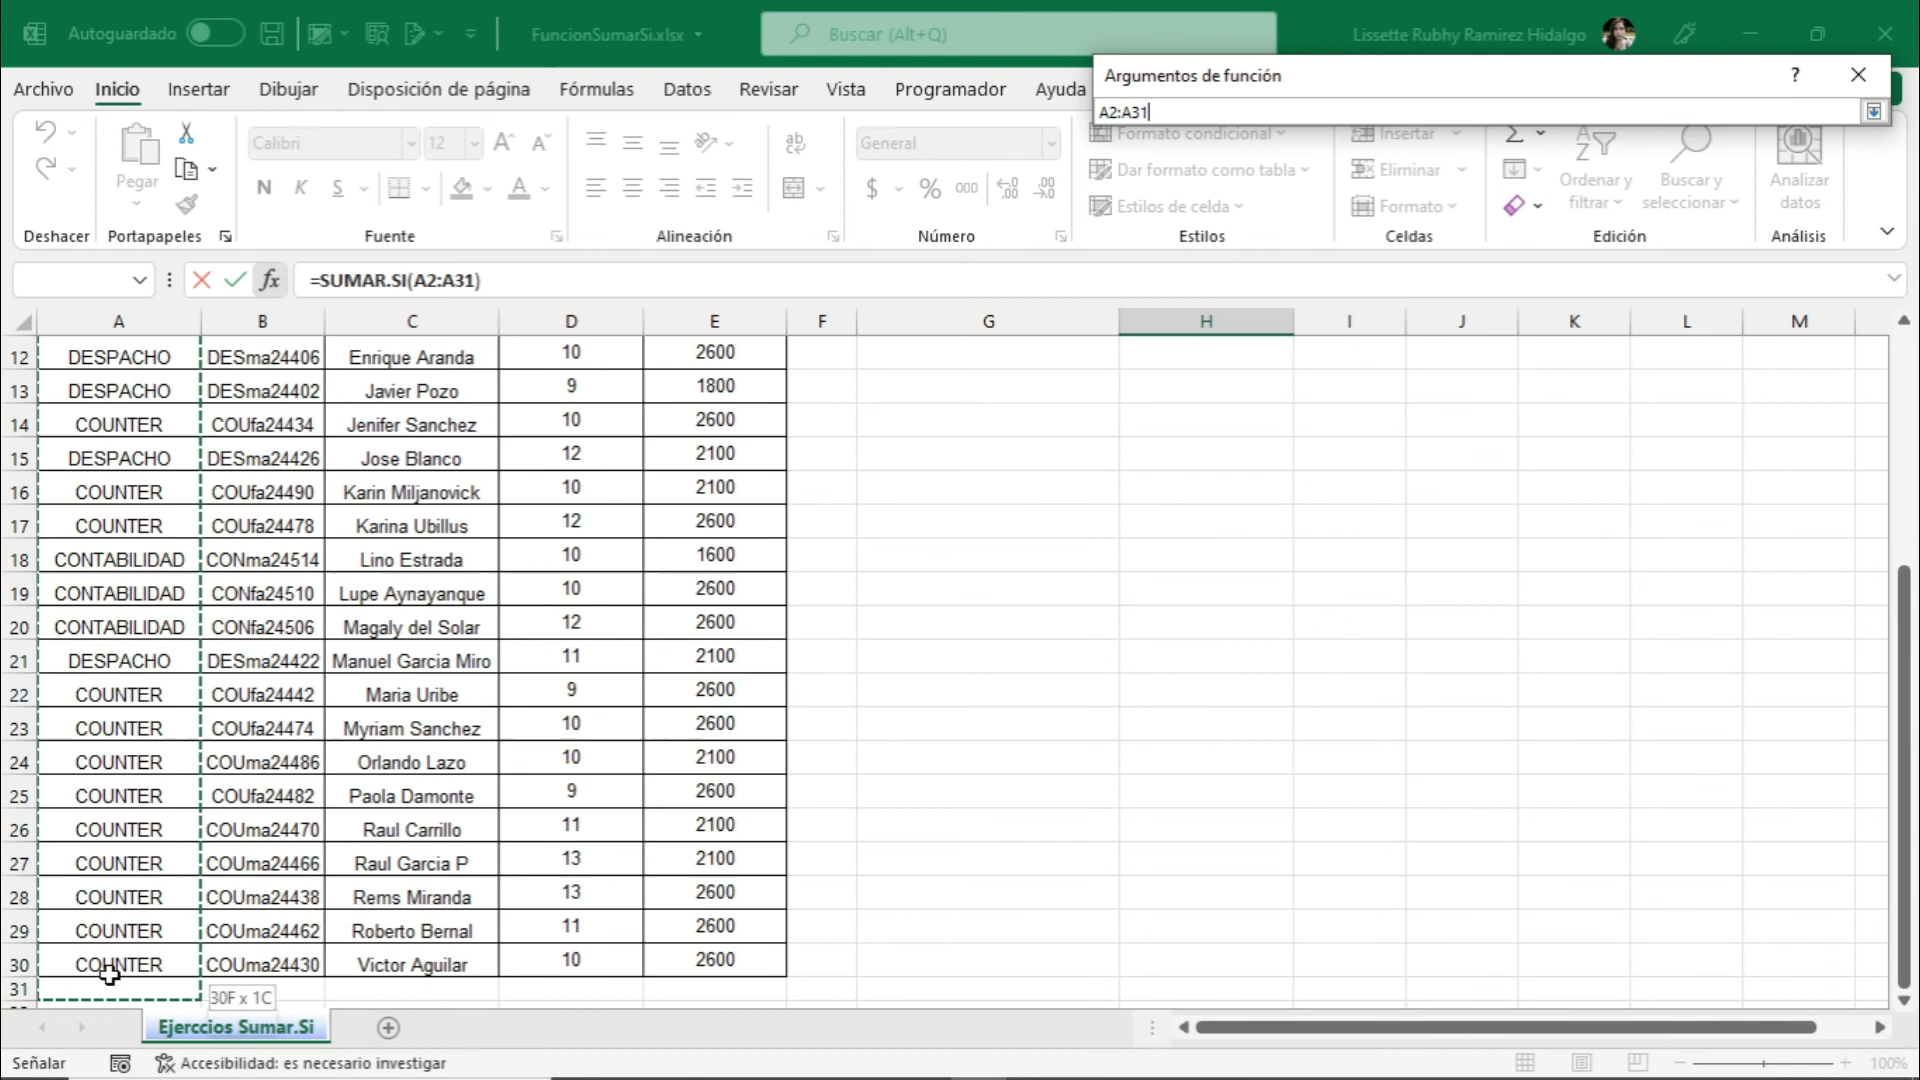 Autoguardado FuncionSumarSi.xlsx Buscar (Alt+Q) Lissette Rubhy Ramirez Hidalgo
Argumentos de función ?
A2:A31
Archivo Inicio Insertar Dibujar Disposición de página Fórmulas Datos Revisar Vista Programador Ayuda
Calibri 12 General Formato condicional Insertar
Pegar Dar formato como tabla Eliminar Ordenar y filtrar Buscar y seleccionar Analizar datos
N K S $ % 000 Estilos de celda Formato
Deshacer Portapapeles Fuente Alineación Número Estilos Celdas Edición Análisis
fx =SUMAR.SI(A2:A31)
A B C D E F G H I J K L M
12 DESPACHO DESma24406 Enrique Aranda 10 2600
13 DESPACHO DESma24402 Javier Pozo 9 1800
14 COUNTER COUfa24434 Jenifer Sanchez 10 2600
15 DESPACHO DESma24426 Jose Blanco 12 2100
16 COUNTER COUfa24490 Karin Miljanovick 10 2100
17 COUNTER COUfa24478 Karina Ubillus 12 2600
18 CONTABILIDAD CONma24514 Lino Estrada 10 1600
19 CONTABILIDAD CONfa24510 Lupe Aynayanque 10 2600
20 CONTABILIDAD CONfa24506 Magaly del Solar 12 2600
21 DESPACHO DESma24422 Manuel Garcia Miro 11 2100
22 COUNTER COUfa24442 Maria Uribe 9 2600
23 COUNTER COUfa24474 Myriam Sanchez 10 2600
24 COUNTER COUma24486 Orlando Lazo 10 2100
25 COUNTER COUfa24482 Paola Damonte 9 2600
26 COUNTER COUma24470 Raul Carrillo 11 2100
27 COUNTER COUma24466 Raul Garcia P 13 2100
28 COUNTER COUma24438 Rems Miranda 13 2600
29 COUNTER COUma24462 Roberto Bernal 11 2600
30 COUNTER COUma24430 Victor Aguilar 10 2600
31
30F x 1C
Ejerccios Sumar.Si
Señalar Accesibilidad: es necesario investigar 100%